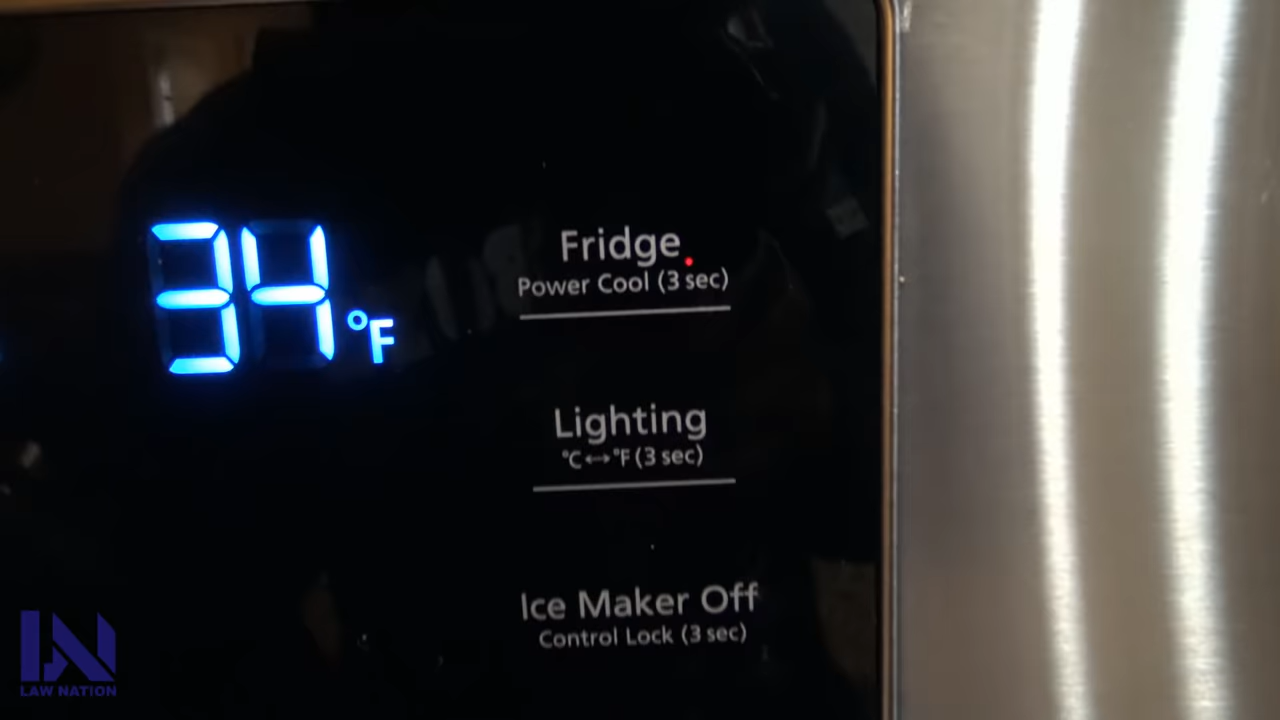 34 °F
Fridge
Power Cool (3 sec)
Lighting
°C↔°F (3 sec)
Ice Maker Off
Control Lock (3 sec)
LAW NATION